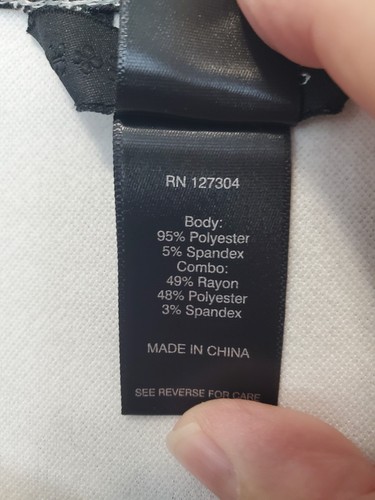 RN 127304
Body:
95% Polyester
5% Spandex
Combo:
49% Rayon
48% Polyester
3% Spandex
MADE IN CHINA
SEE REVERSE FOR CARE